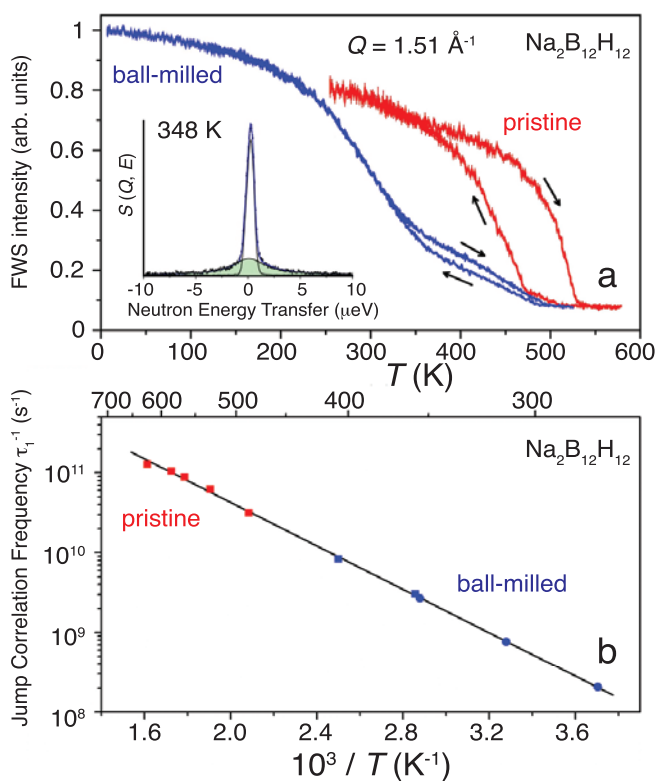 Q = 1.51 Å⁻¹ Na₂B₁₂H₁₂
1
0.8
0.6
0.4
0.2
0
FWS intensity (arb. units)
ball-milled
pristine
348 K
S (Q, E)
-10 -5 0 5 10
Neutron Energy Transfer (μeV)
a
0 100 200 300 400 500 600
T (K)
700 600 500 400 300
Na₂B₁₂H₁₂
10¹¹
10¹⁰
10⁹
10⁸
Jump Correlation Frequency τ₁⁻¹ (s⁻¹)
pristine
ball-milled
b
1.6 2.0 2.4 2.8 3.2 3.6
10³ / T (K⁻¹)